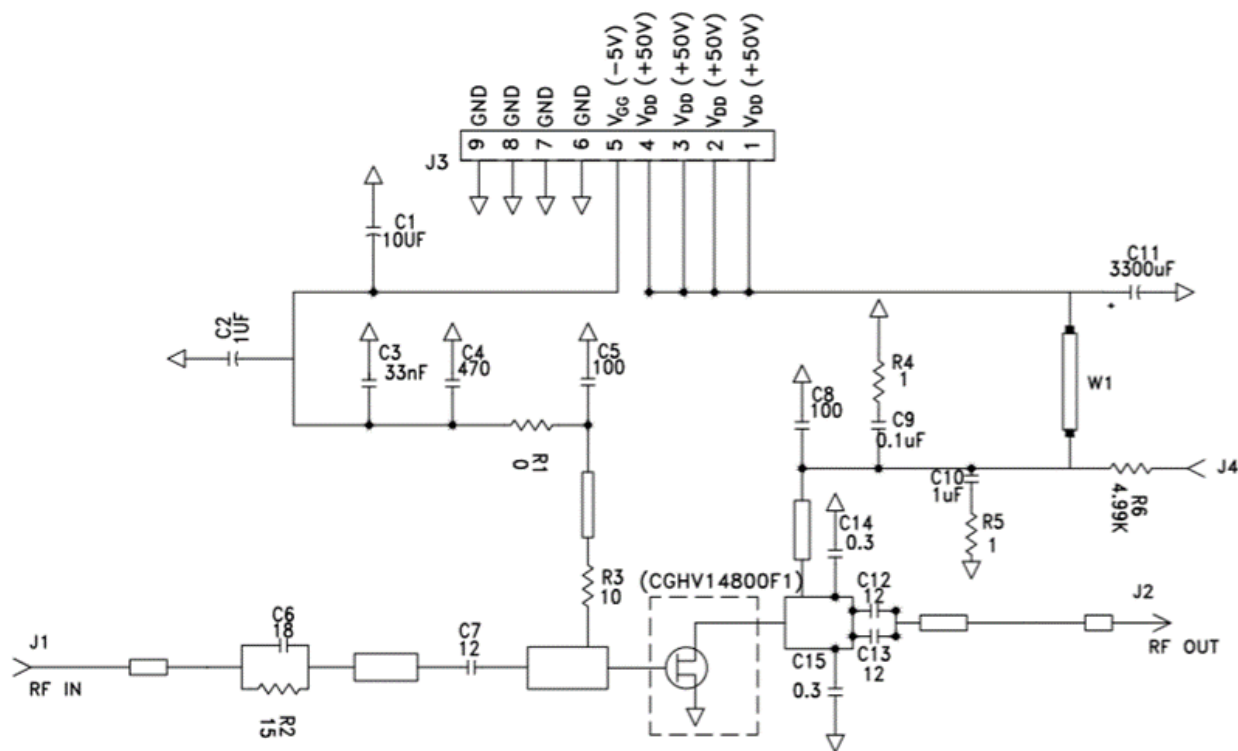 GND
GND
GND
GND
VGG (-5V)
VDD (+50V)
VDD (+50V)
VDD (+50V)
VDD (+50V)
9
8
7
6
5
4
3
2
1
J3
C1
10UF
C2
1UF
C3
33nF
C4
470
C5
100
R1
0
C11
3300uF
+
R4
1
C8
100
C9
0.1uF
W1
C10
1uF
J4
R6
4.99K
R5
1
C14
0.3
R3
10
(CGHV14800F1)
C12
12
J2
RF OUT
C13
12
C15
0.3
J1
RF IN
C6
18
R2
15
C7
12